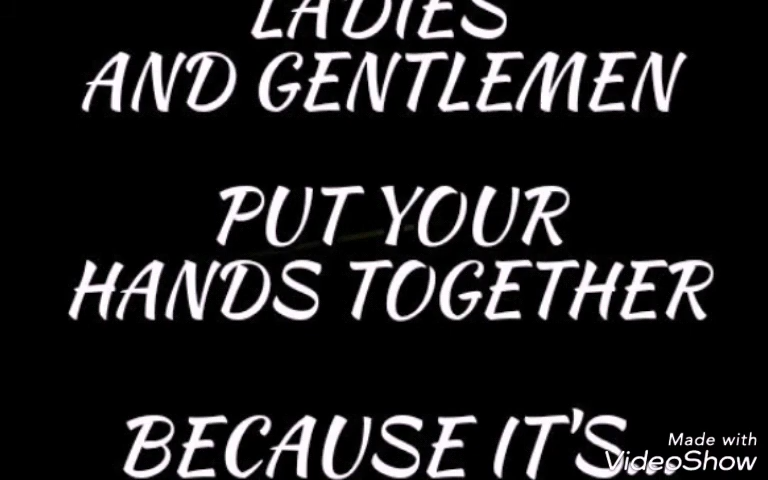 LADIES
AND GENTLEMEN
PUT YOUR
HANDS TOGETHER
BECAUSE IT'S...
Made with
VideoShow